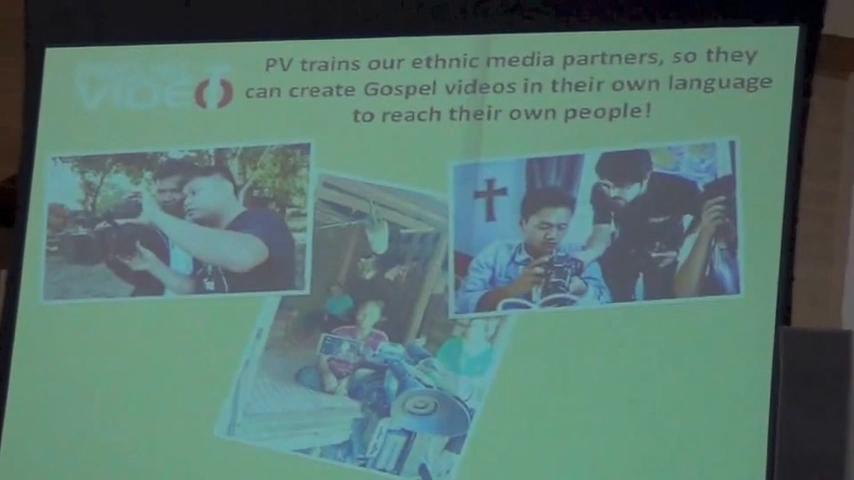 PV trains our ethnic media partners, so they
can create Gospel videos in their own language
to reach their own people!
VIDEO